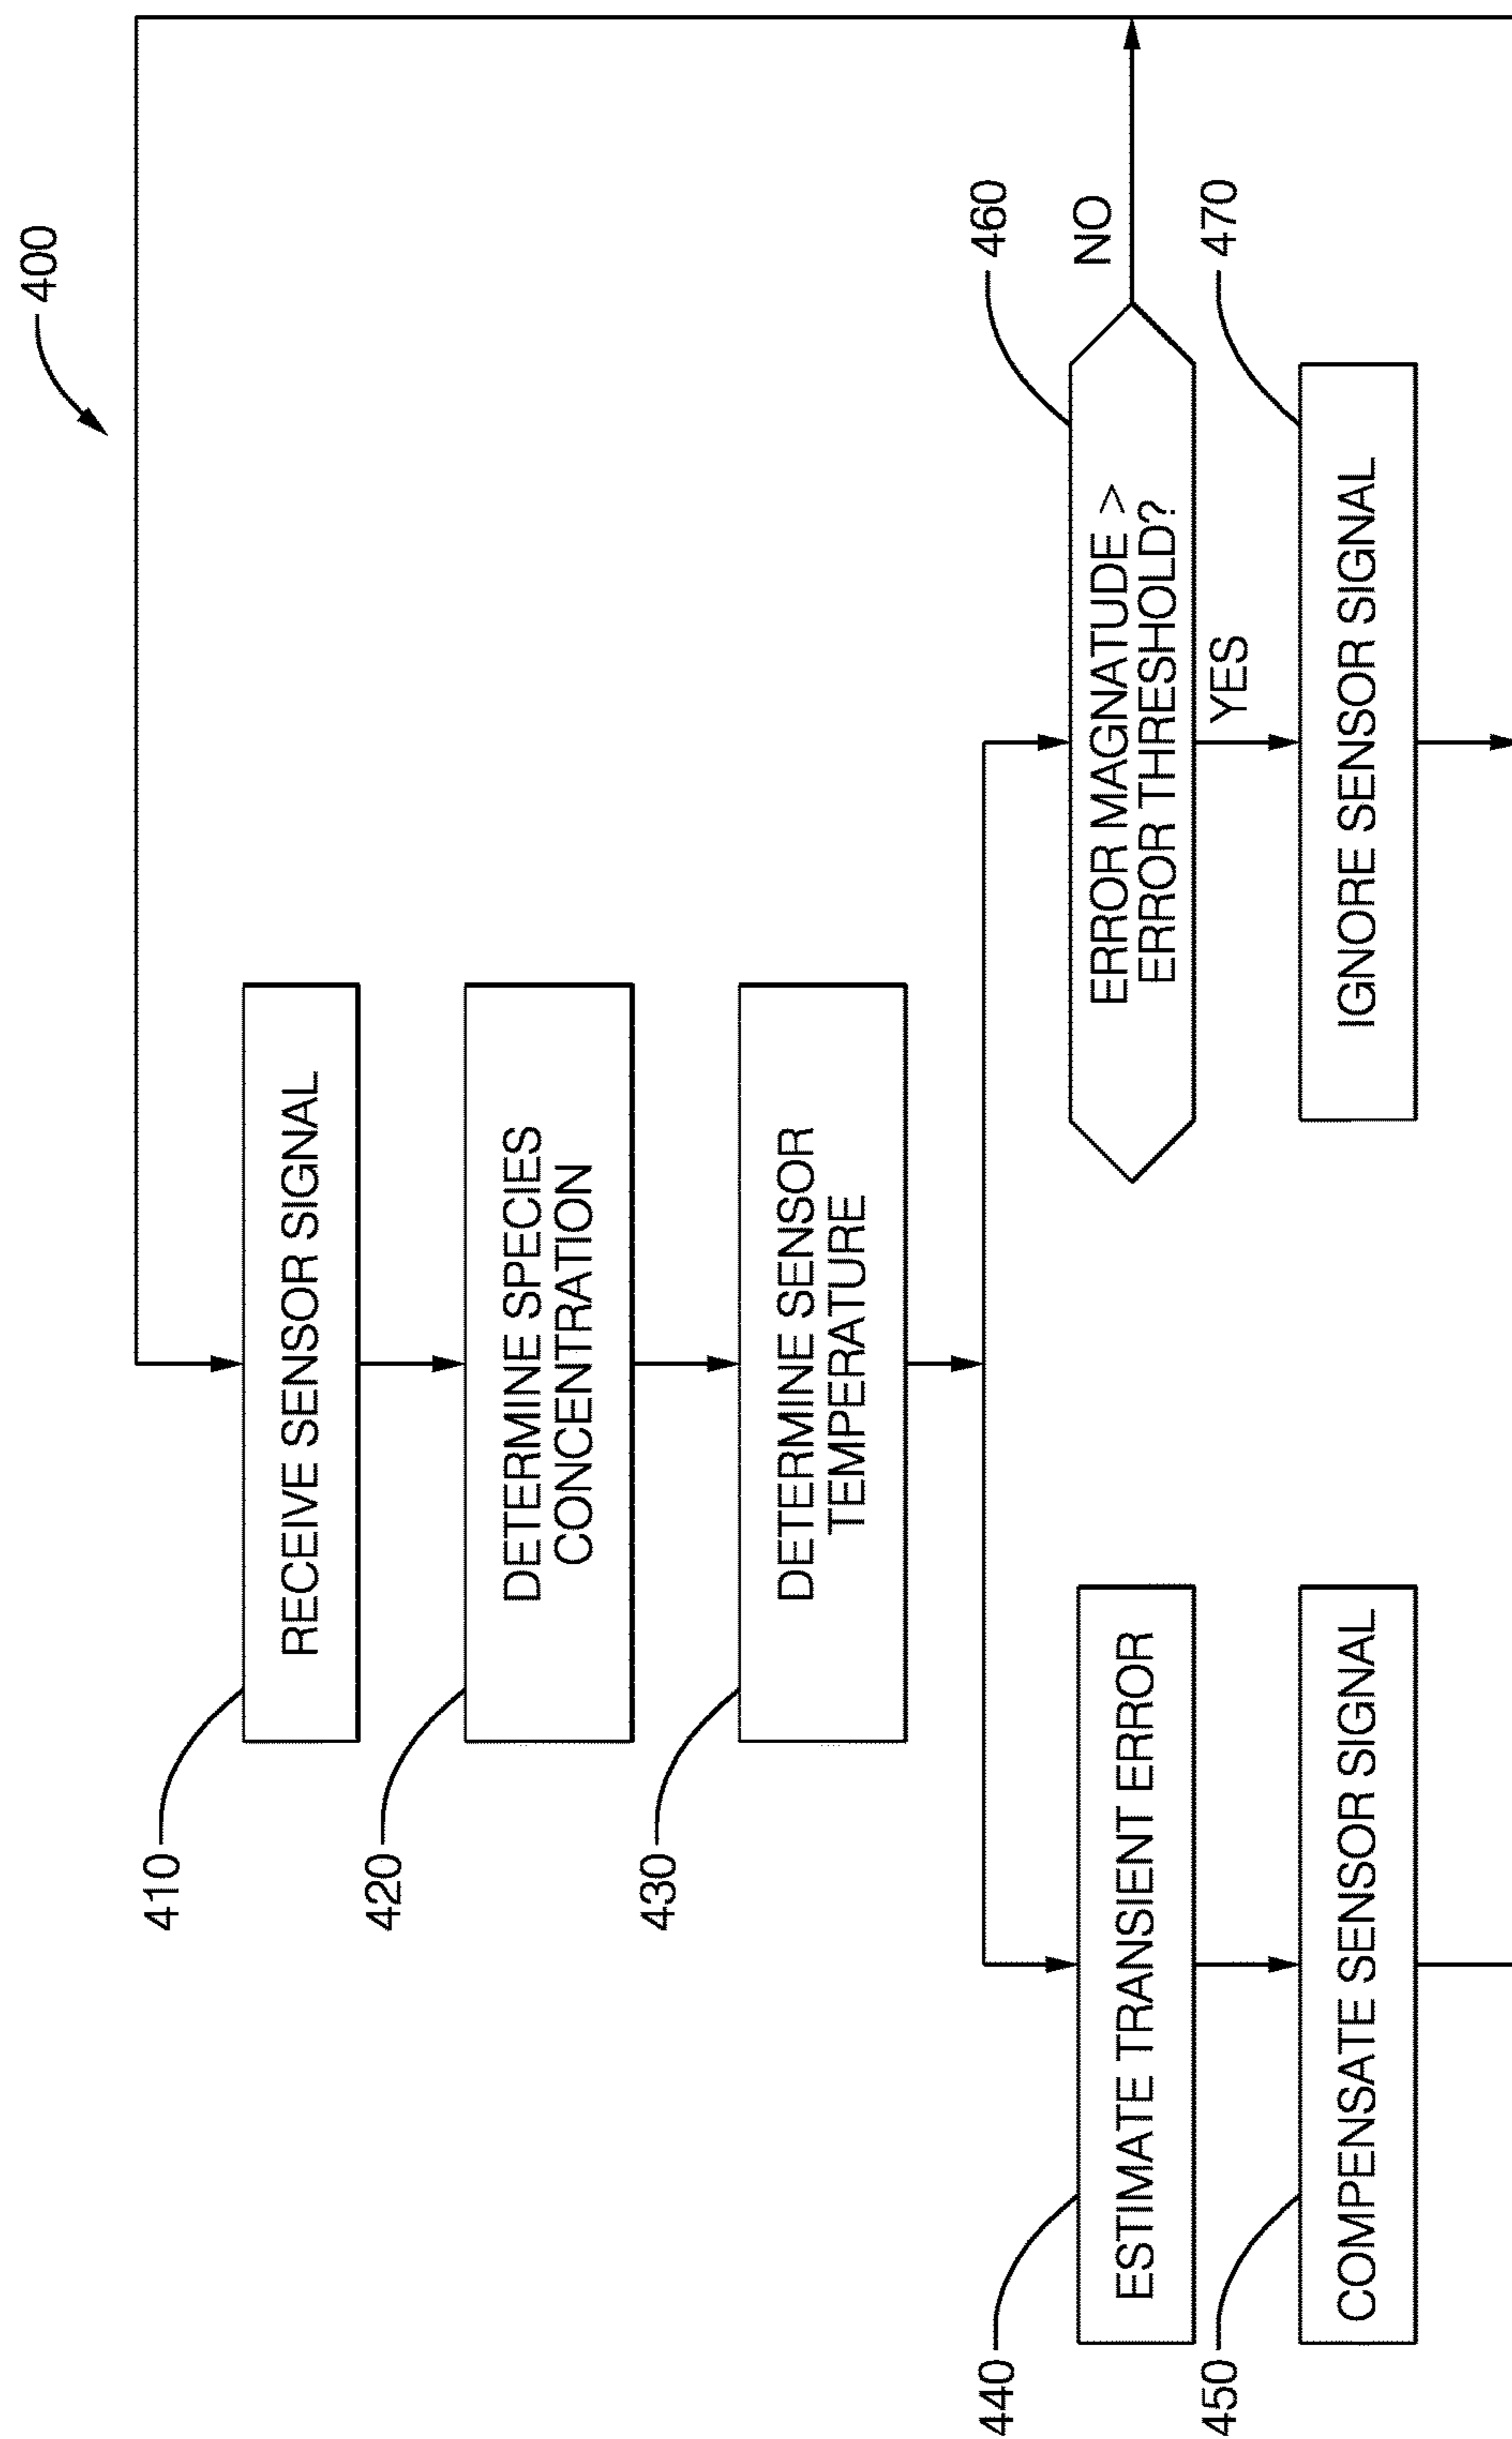 400
410
RECEIVE SENSOR SIGNAL
420
DETERMINE SPECIES
CONCENTRATION
430
DETERMINE SENSOR
TEMPERATURE
440
ESTIMATE TRANSIENT ERROR
450
COMPENSATE SENSOR SIGNAL
460
ERROR MAGNATUDE >
ERROR THRESHOLD?
NO
YES
470
IGNORE SENSOR SIGNAL